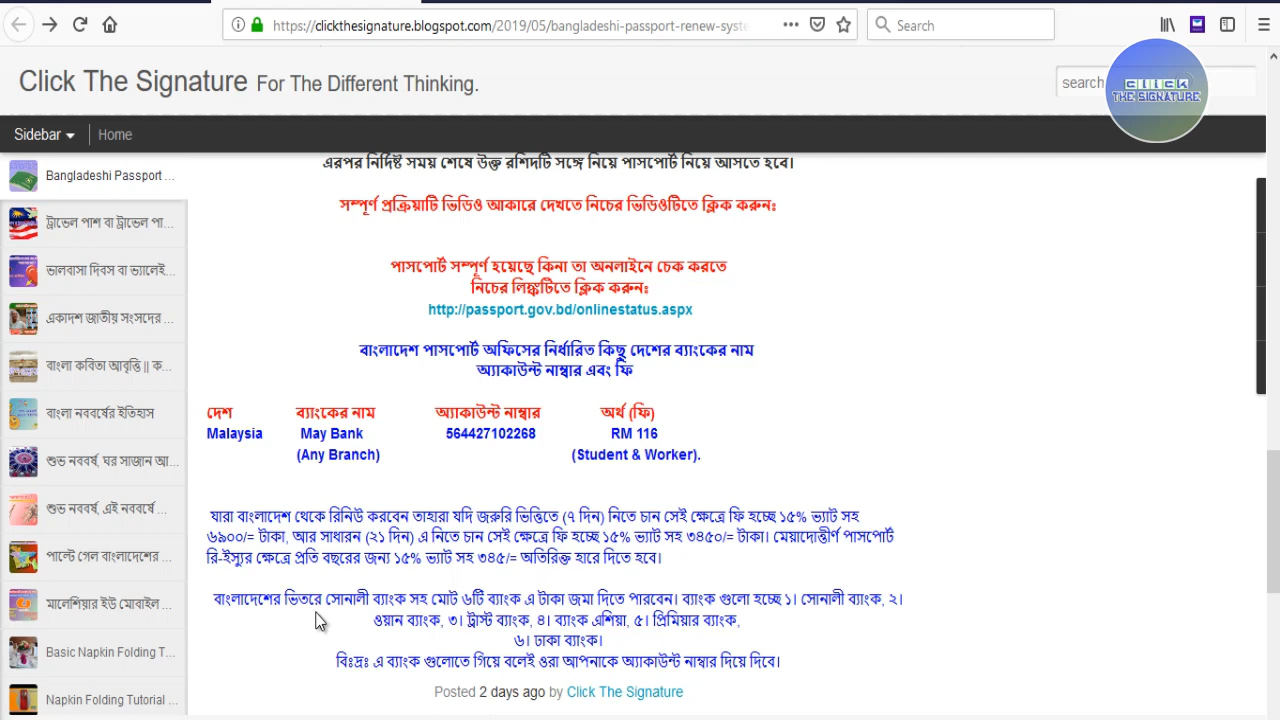 https://clickthesignature.blogspot.com/2019/05/bangladeshi-passport-renew-syste
Search
Click The Signature For The Different Thinking.
search
CLICK
THE SIGNATURE
Sidebar
Home
Bangladeshi Passport ...
ট্রাভেল পাশ বা ট্রাভেল পা...
ভালবাসা দিবস বা ভ্যালেই...
একাদশ জাতীয় সংসদের ...
বাংলা কবিতা আবৃত্তি || ক...
বাংলা নববর্ষের ইতিহাস
শুভ নববর্ষ, ঘর সাজান আ...
শুভ নববর্ষ, এই নববর্ষে ...
পাল্টে গেল বাংলাদেশের ...
মালেশিয়ার ইউ মোবাইল ...
Basic Napkin Folding T...
Napkin Folding Tutorial ...
এরপর নির্দিষ্ট সময় শেষে উক্ত রশিদটি সঙ্গে নিয়ে পাসপোর্ট নিয়ে আসতে হবে।
সম্পূর্ণ প্রক্রিয়াটি ভিডিও আকারে দেখতে নিচের ভিডিওটিতে ক্লিক করুনঃ
পাসপোর্ট সম্পূর্ণ হয়েছে কিনা তা অনলাইনে চেক করতে
নিচের লিঙ্কটিতে ক্লিক করুনঃ
http://passport.gov.bd/onlinestatus.aspx
বাংলাদেশ পাসপোর্ট অফিসের নির্ধারিত কিছু দেশের ব্যাংকের নাম
অ্যাকাউন্ট নাম্বার এবং ফি
দেশ ব্যাংকের নাম অ্যাকাউন্ট নাম্বার অর্থ (ফি)
Malaysia May Bank 564427102268 RM 116
(Any Branch) (Student & Worker).
যারা বাংলাদেশ থেকে রিনিউ করবেন তাহারা যদি জরুরি ভিত্তিতে (৭ দিন) নিতে চান সেই ক্ষেত্রে ফি হচ্ছে ১৫% ভ্যাট সহ
৬৯০০/= টাকা, আর সাধারন (২১ দিন) এ নিতে চান সেই ক্ষেত্রে ফি হচ্ছে ১৫% ভ্যাট সহ ৩৪৫০/= টাকা। মেয়াদোত্তীর্ণ পাসপোর্ট
রি-ইস্যুর ক্ষেত্রে প্রতি বছরের জন্য ১৫% ভ্যাট সহ ৩৪৫/= অতিরিক্ত হারে দিতে হবে।
বাংলাদেশের ভিতরে সোনালী ব্যাংক সহ মোট ৬টি ব্যাংক এ টাকা জমা দিতে পারবেন। ব্যাংক গুলো হচ্ছে ১। সোনালী ব্যাংক, ২।
ওয়ান ব্যাংক, ৩। ট্রাস্ট ব্যাংক, ৪। ব্যাংক এশিয়া, ৫। প্রিমিয়ার ব্যাংক,
৬। ঢাকা ব্যাংক।
বিঃদ্রঃ এ ব্যাংক গুলোতে গিয়ে বলেই ওরা আপনাকে অ্যাকাউন্ট নাম্বার দিয়ে দিবে।
Posted 2 days ago by Click The Signature